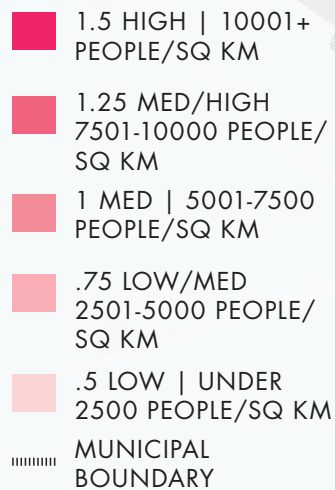 1.5 HIGH | 10001+
PEOPLE/SQ KM
1.25 MED/HIGH
7501-10000 PEOPLE/
SQ KM
1 MED | 5001-7500
PEOPLE/SQ KM
.75 LOW/MED
2501-5000 PEOPLE/
SQ KM
.5 LOW | UNDER
2500 PEOPLE/SQ KM
MUNICIPAL
BOUNDARY